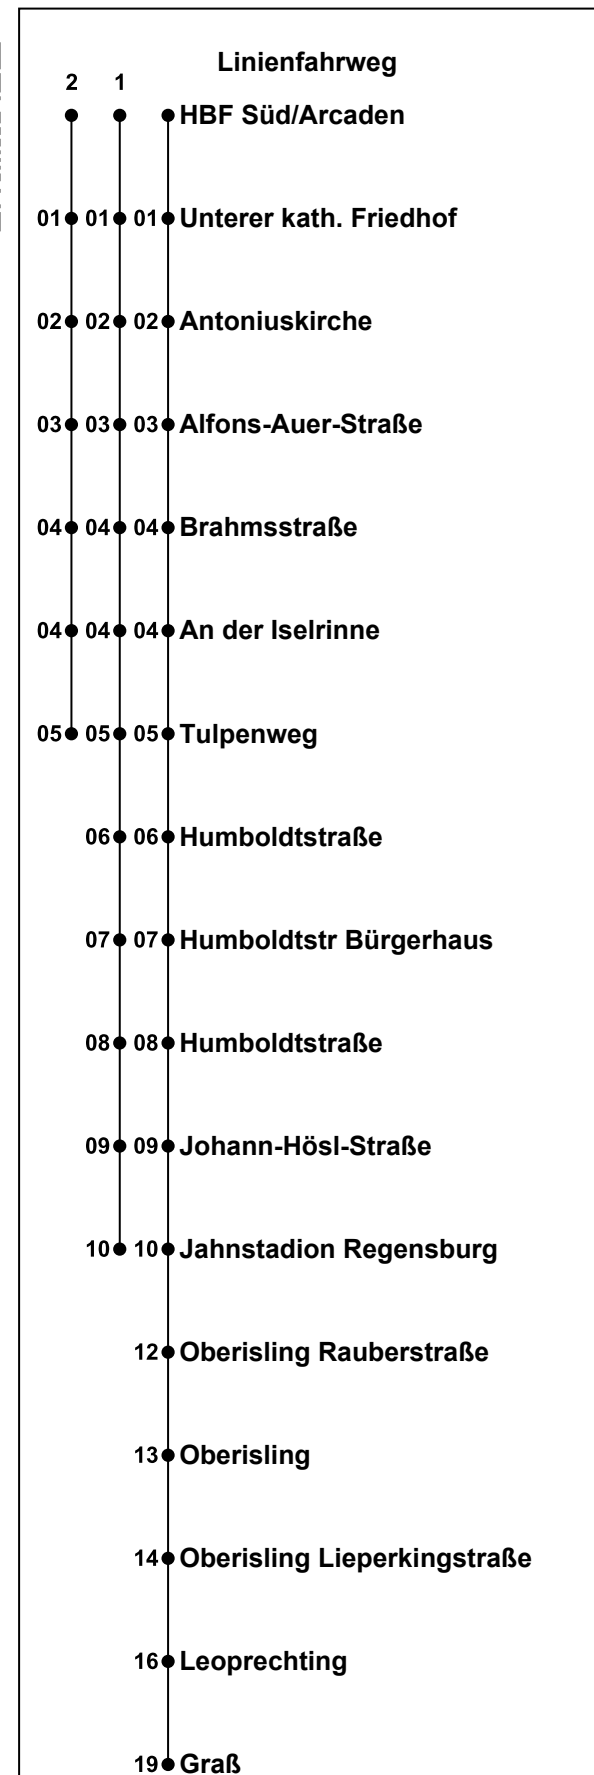 Linienfahrweg
2 1
HBF Süd/Arcaden
01 01 01 Unterer kath. Friedhof
02 02 02 Antoniuskirche
03 03 03 Alfons-Auer-Straße
04 04 04 Brahmsstraße
04 04 04 An der Iselrinne
05 05 05 Tulpenweg
06 06 Humboldtstraße
07 07 Humboldtstr Bürgerhaus
08 08 Humboldtstraße
09 09 Johann-Hösl-Straße
10 10 Jahnstadion Regensburg
12 Oberisling Rauberstraße
13 Oberisling
14 Oberisling Lieperkingstraße
16 Leoprechting
19 Graß